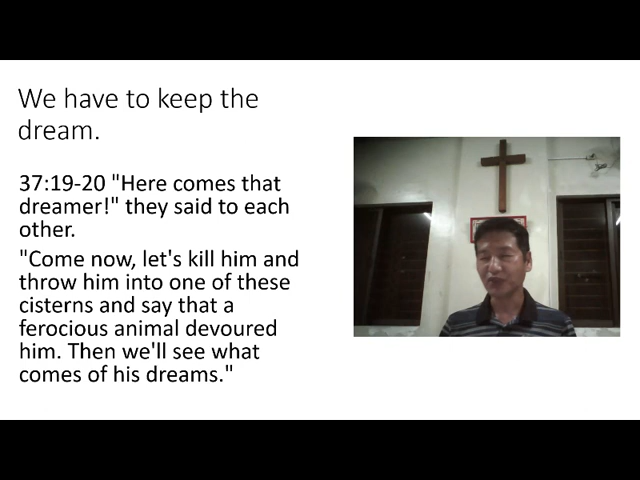 We have to keep the
dream.
37:19-20 "Here comes that
dreamer!" they said to each
other.
"Come now, let's kill him and
throw him into one of these
cisterns and say that a
ferocious animal devoured
him. Then we'll see what
comes of his dreams."